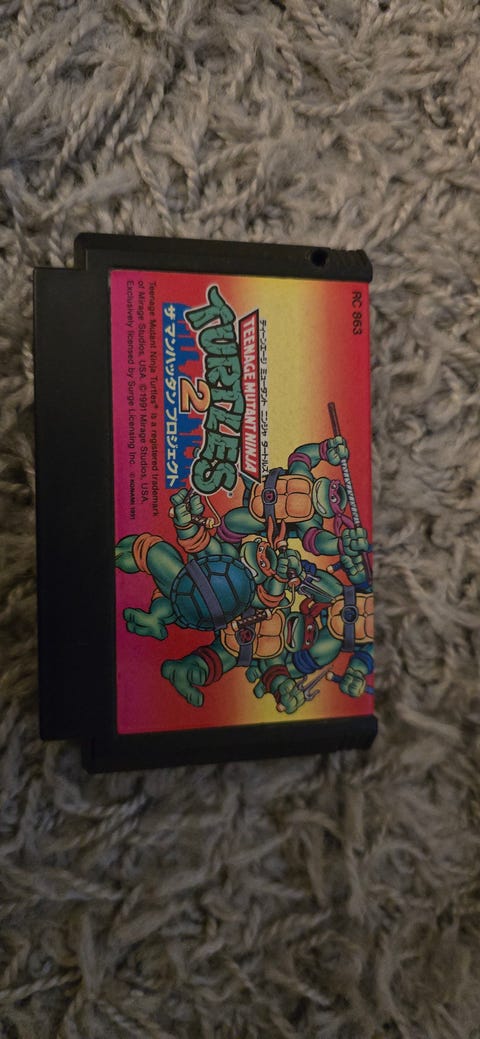 RC 863
ティーンエージ ミュータント ニンジャ タートルズ
TEENAGE MUTANT NINJA
TURTLES®
2
ザ マンハッタン プロジェクト
Teenage Mutant Ninja Turtles® is a registered trademark
of Mirage Studios, USA. ©1991 Mirage Studios, USA.
Exclusively licensed by Surge Licensing Inc. ©KONAMI 1991